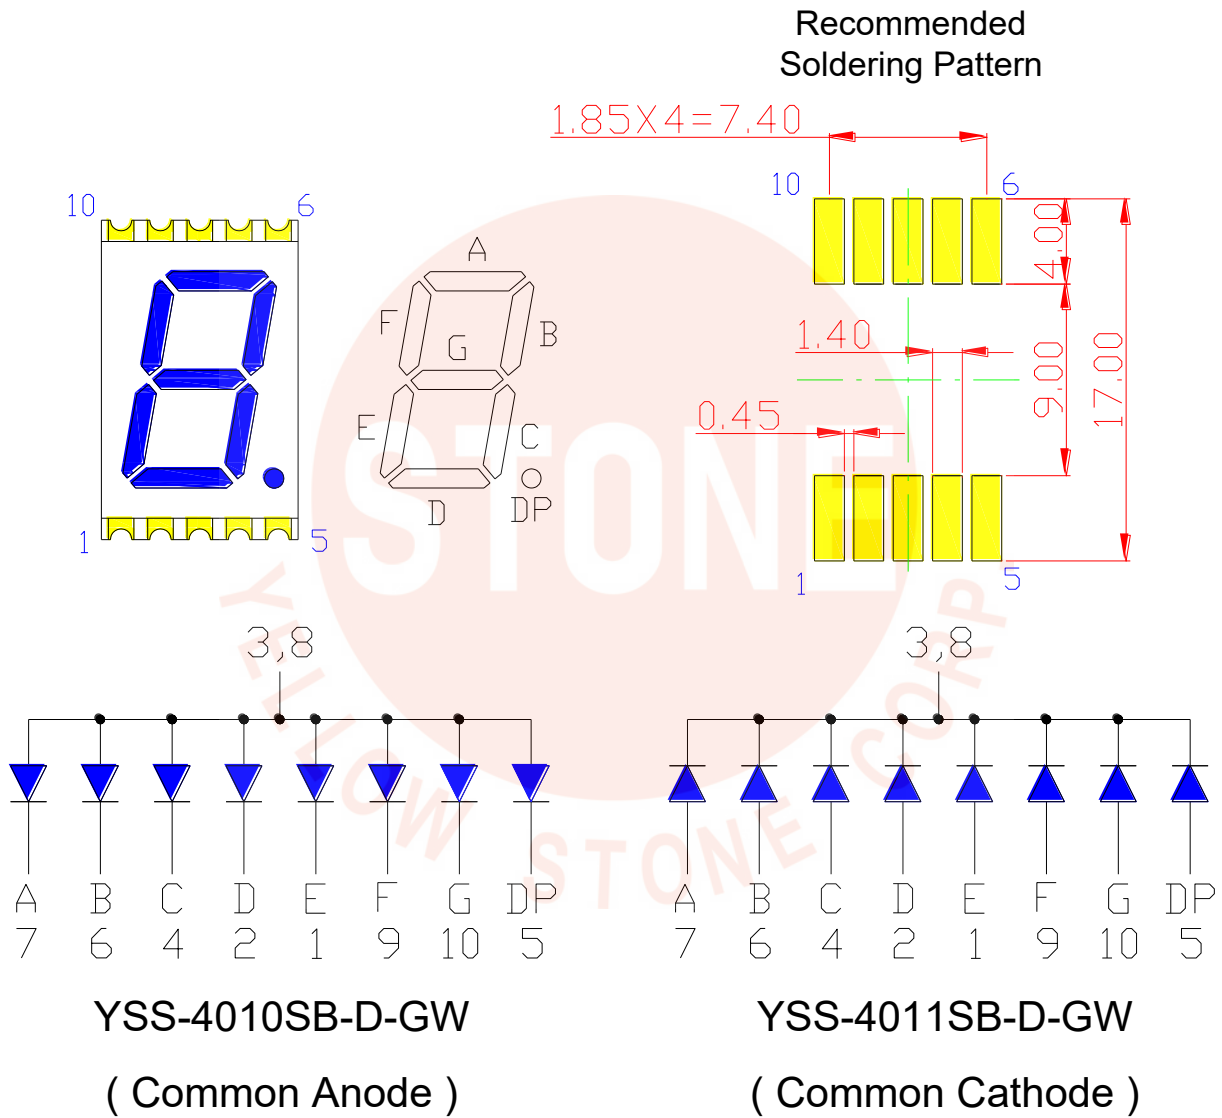 Recommended
Soldering Pattern
1.85X4=7.40
10
6
10
6
4.00
A
F
B
G
1.40
9.00
17.00
0.45
E
C
D
DP
1
5
1
5
STONE
YELLOW STONE CORP.
3,8
3,8
A B C D E F G DP
7 6 4 2 1 9 10 5
A B C D E F G DP
7 6 4 2 1 9 10 5
YSS-4010SB-D-GW
YSS-4011SB-D-GW
( Common Anode )
( Common Cathode )